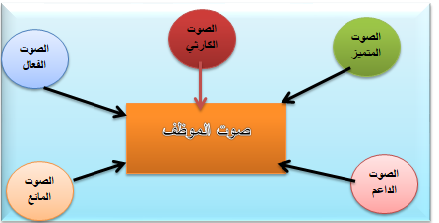 الصوت
المتميز
الصوت
الكارثي
الصوت
الفعال
صوت الموظف
الصوت
الداعم
الصوت
المانع